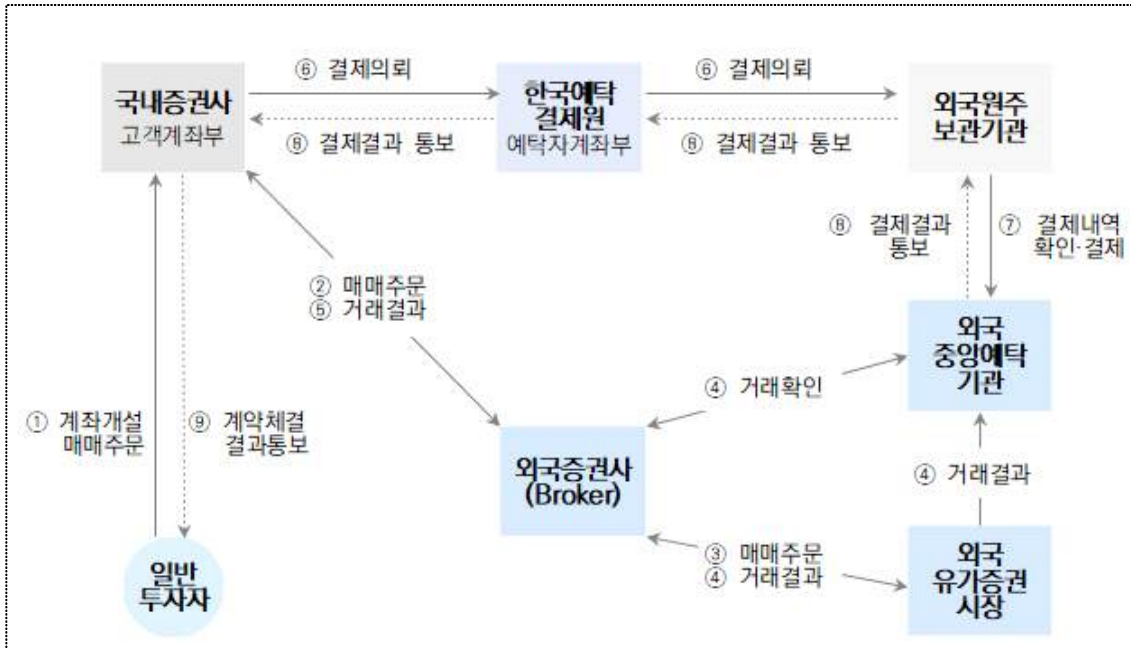 ⑥ 결제의뢰
⑥ 결제의뢰
국내증권사
고객계좌부
한국예탁
결제원
예탁자계좌부
외국원주
보관기관
⑧ 결제결과 통보
⑧ 결제결과 통보
⑧ 결제결과
통보
⑦ 결제내역
확인·결제
② 매매주문
⑤ 거래결과
외국
중앙예탁
기관
④ 거래확인
① 계좌개설
매매주문
⑨ 계약체결
결과통보
외국증권사
(Broker)
④ 거래결과
③ 매매주문
④ 거래결과
일반
투자자
외국
유가증권
시장